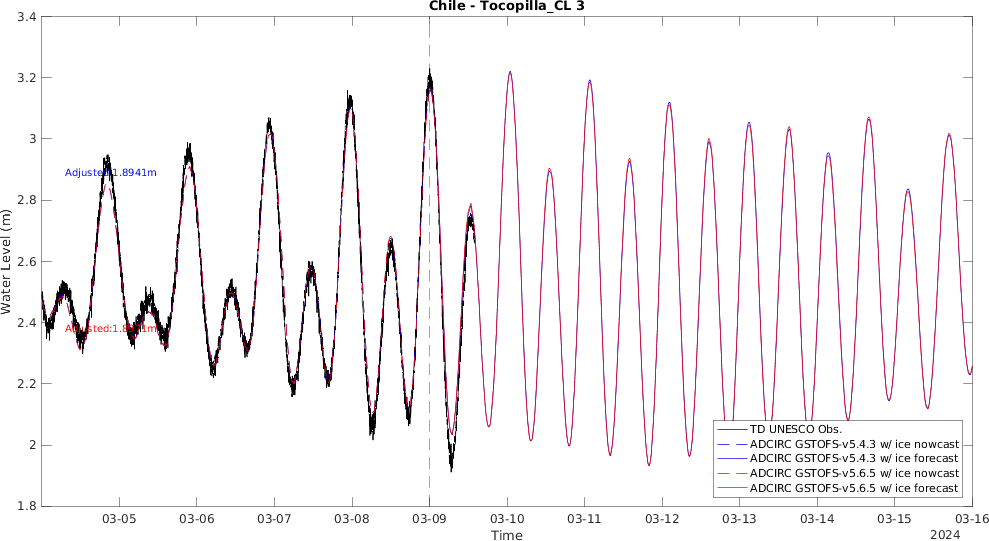 Chile - Tocopilla_CL 3
3.4
3.2
3
2.8
2.6
2.4
2.2
2
1.8
Water Level (m)
Adjusted:1.8941m
TD UNESCO Obs.
ADCIRC GSTOFS-v5.4.3 w/ ice nowcast
ADCIRC GSTOFS-v5.4.3 w/ ice forecast
ADCIRC GSTOFS-v5.6.5 w/ ice nowcast
ADCIRC GSTOFS-v5.6.5 w/ ice forecast
03-05
03-06
03-07
03-08
03-09
03-10
03-11
03-12
03-13
03-14
03-15
03-16
Time
2024